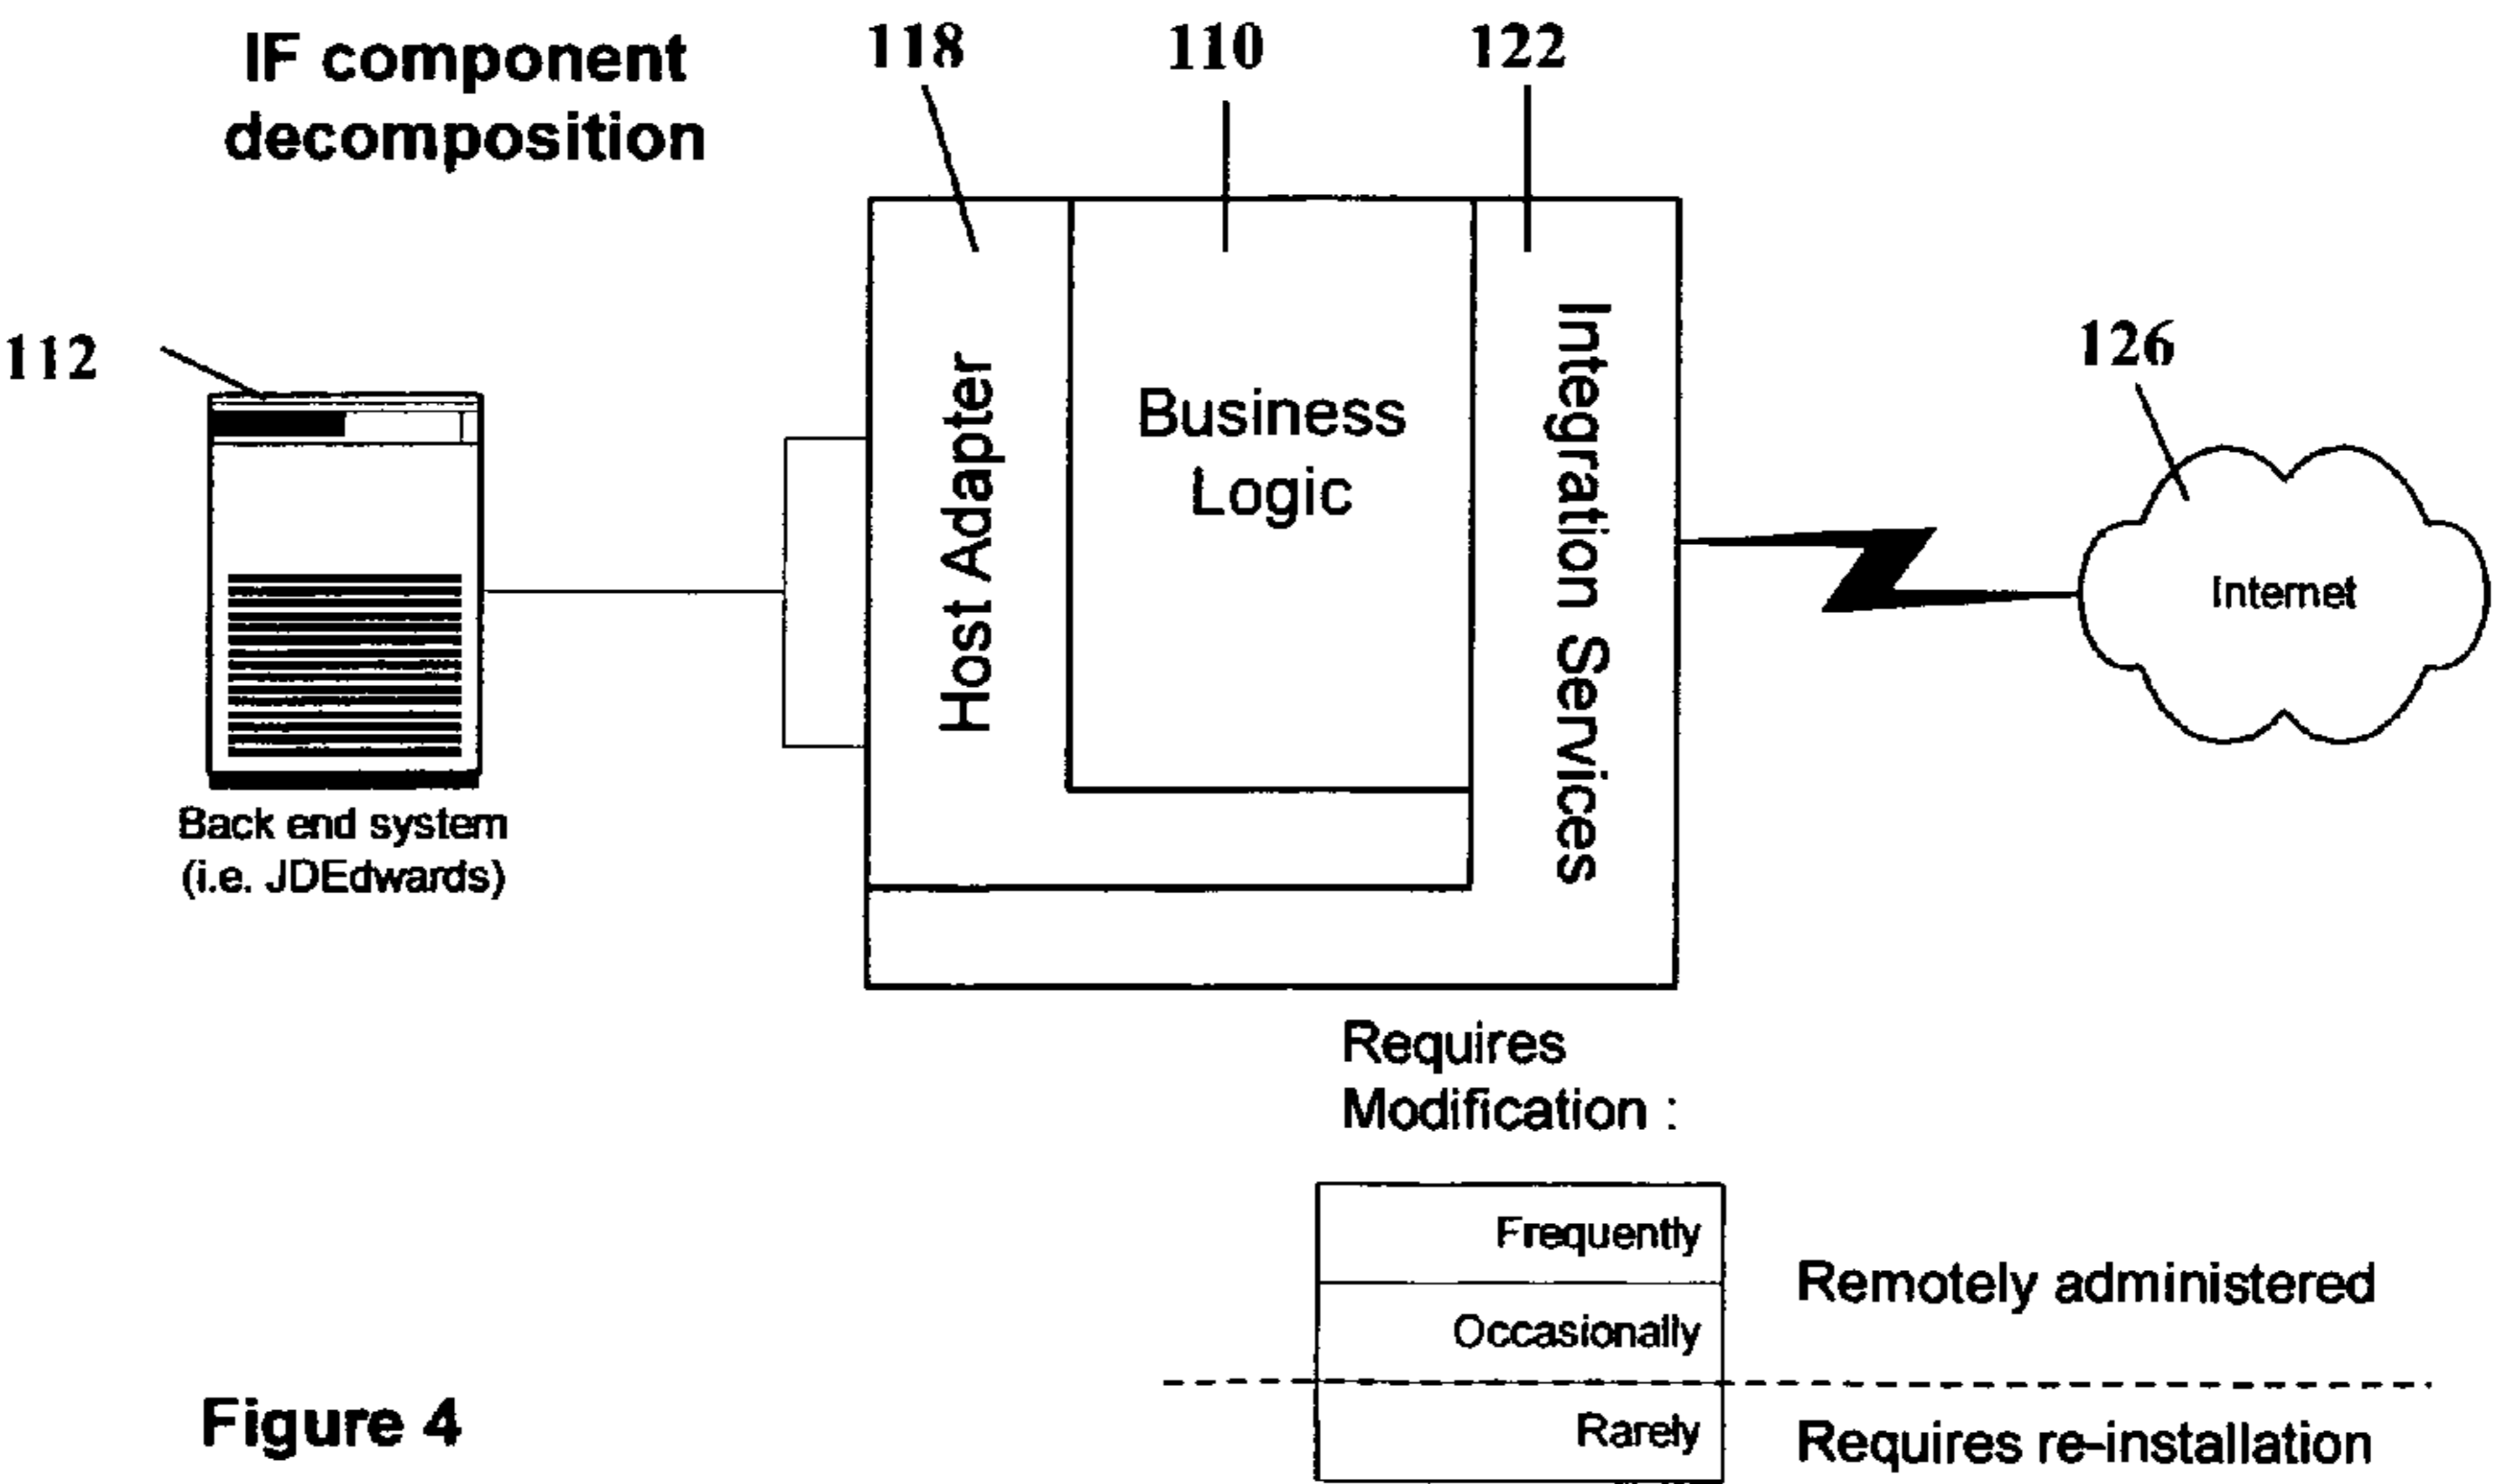 IF component
decomposition
118
110
122
112
126
Host Adapter
Business
Logic
Integration Services
Internet
Back end system
(i.e. JDEdwards)
Requires
Modification :
Frequently
Occasionally
Rarely
Remotely administered
Requires re-installation
Figure 4